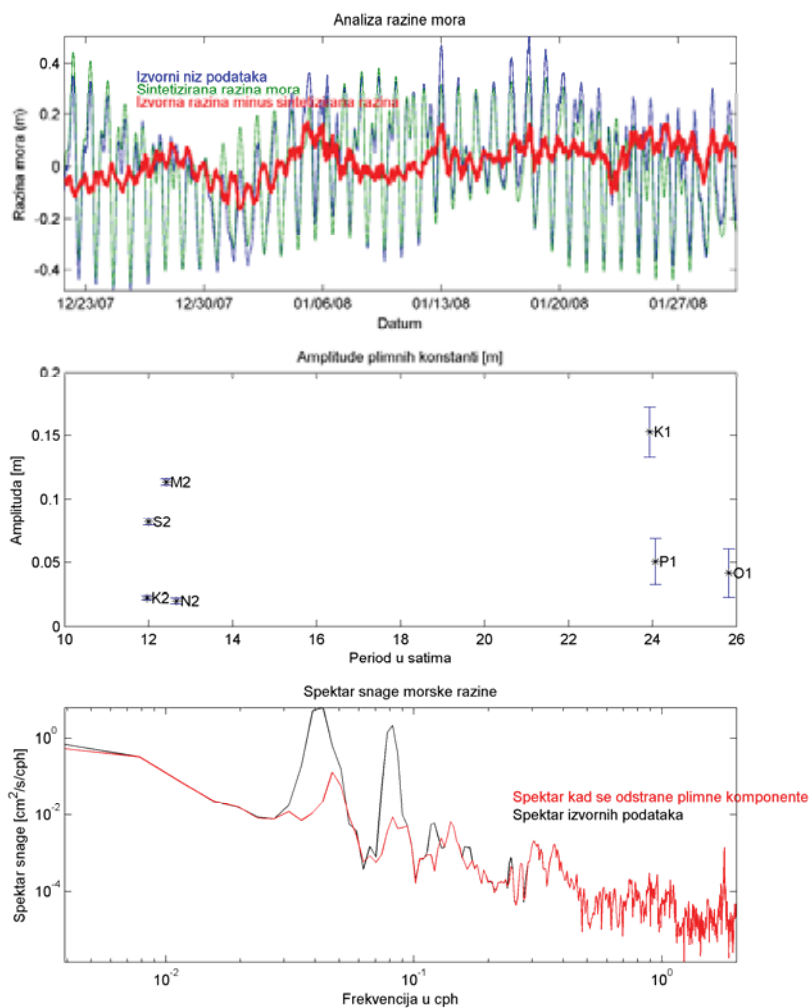 Analiza razine mora
Izvorni niz podataka
Sintetizirana razina mora
Izvorna razina minus sintetizirana razina
Razina mora (m)
0.4
0.2
0
-0.2
-0.4
12/23/07 12/30/07 01/06/08 01/13/08 01/20/08 01/27/08
Datum
Amplitude plimnih konstanti [m]
Amplituda [m]
0.2
0.15
0.1
0.05
0
K1
M2
S2
P1
O1
K2
N2
10 12 14 16 18 20 22 24 26
Period u satima
Spektar snage morske razine
Spektar snage [cm²/s/cph]
10⁰
10⁻²
10⁻⁴
Spektar kad se odstrane plimne komponente
Spektar izvornih podataka
10⁻² 10⁻¹ 10⁰
Frekvencija u cph